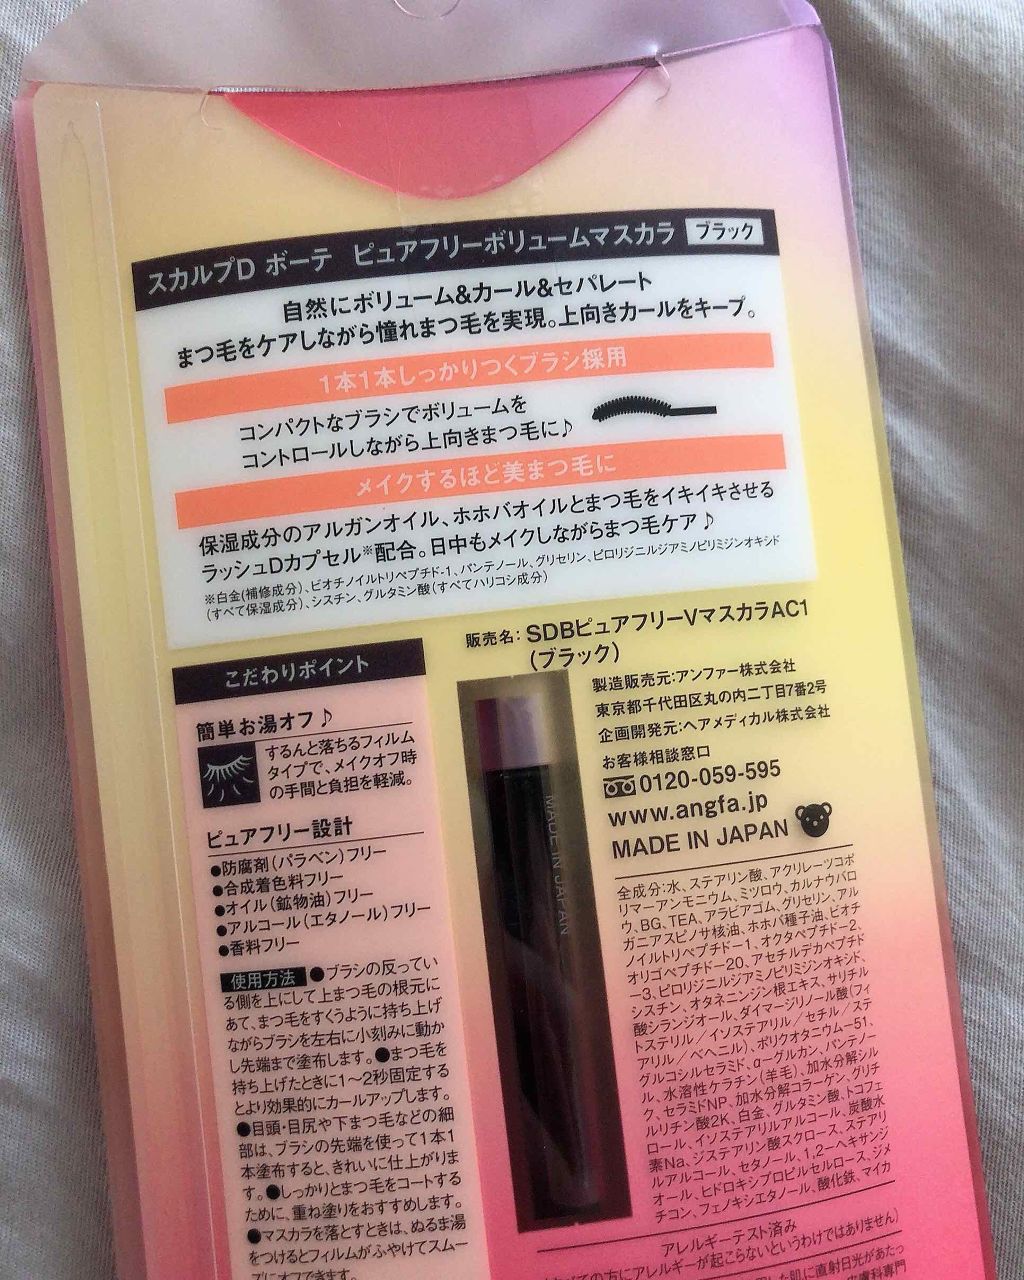 スカルプD ボーテ ピュアフリーボリュームマスカラ ブラック
自然にボリューム&カール&セパレート
まつ毛をケアしながら憧れまつ毛を実現。上向きカールをキープ。
1本1本しっかりつくブラシ採用
コンパクトなブラシでボリュームを
コントロールしながら上向きまつ毛に♪
メイクするほど美まつ毛に
保湿成分のアルガンオイル、ホホバオイルとまつ毛をイキイキさせる
ラッシュDカプセル※配合。日中もメイクしながらまつ毛ケア♪
※白金(補修成分)、ビオチノイルトリペプチド-1、パンテノール、グリセリン、ピロリジニルジアミノピリミジンオキシド
(すべて保湿成分)、シスチン、グルタミン酸(すべてハリコシ成分)
こだわりポイント
簡単お湯オフ♪
するんと落ちるフィルム
タイプで、メイクオフ時
の手間と負担を軽減。
ピュアフリー設計
●防腐剤(パラベン)フリー
●合成着色料フリー
●オイル(鉱物油)フリー
●アルコール(エタノール)フリー
●香料フリー
使用方法 ●ブラシの反ってい
る側を上にして上まつ毛の根元に
あて、まつ毛をすくうように持ち上げ
ながらブラシを左右に小刻みに動か
し先端まで塗布します。●まつ毛を
持ち上げたときに1〜2秒固定する
とより効果的にカールアップします。
●目頭・目尻や下まつ毛などの細
部は、ブラシの先端を使って1本1
本塗布すると、きれいに仕上がりま
す。●しっかりとまつ毛をコートする
ために、重ね塗りをおすすめします。
●マスカラを落とすときは、ぬるま湯
をつけるとフィルムがふやけてスムー
ズにオフできます。
販売名:SDBピュアフリーVマスカラAC1
(ブラック)
MADE IN JAPAN
製造販売元:アンファー株式会社
東京都千代田区丸の内二丁目7番2号
企画開発元:ヘアメディカル株式会社
お客様相談窓口
0120-059-595
www.angfa.jp
MADE IN JAPAN
全成分:水、ステアリン酸、アクリレーツコポ
リマーアンモニウム、ミツロウ、カルナウバロ
ウ、BG、TEA、アラビアゴム、グリセリン、アル
ガニアスピノサ核油、ホホバ種子油、ビオチ
ノイルトリペプチド-1、オクタペプチド-2、
オリゴペプチド-20、アセチルデカペプチド
-3、ピロリジニルジアミノピリミジンオキシド、
シスチン、オタネニンジン根エキス、サリチル
酸シランジオール、ダイマージリノール酸(フィ
トステリル/イソステアリル/セチル/ステ
アリル/ベヘニル)、ポリクオタニウム-51、
グルコシルセラミド、α-グルカン、パンテノー
ル、水溶性ケラチン(羊毛)、加水分解シル
ク、セラミドNP、加水分解コラーゲン、グリチ
ルリチン酸2K、白金、グルタミン酸、トコフェ
ロール、イソステアリルアルコール、炭酸水
素Na、ジステアリン酸スクロース、ステアリ
ルアルコール、セタノール、1,2-ヘキサンジ
オール、ヒドロキシプロピルセルロース、ジメ
チコン、フェノキシエタノール、酸化鉄、マイカ
アレルギーテスト済み
べての方にアレルギーが起こらないというわけではありません)
した肌に直射日光があたっ
膚科専門